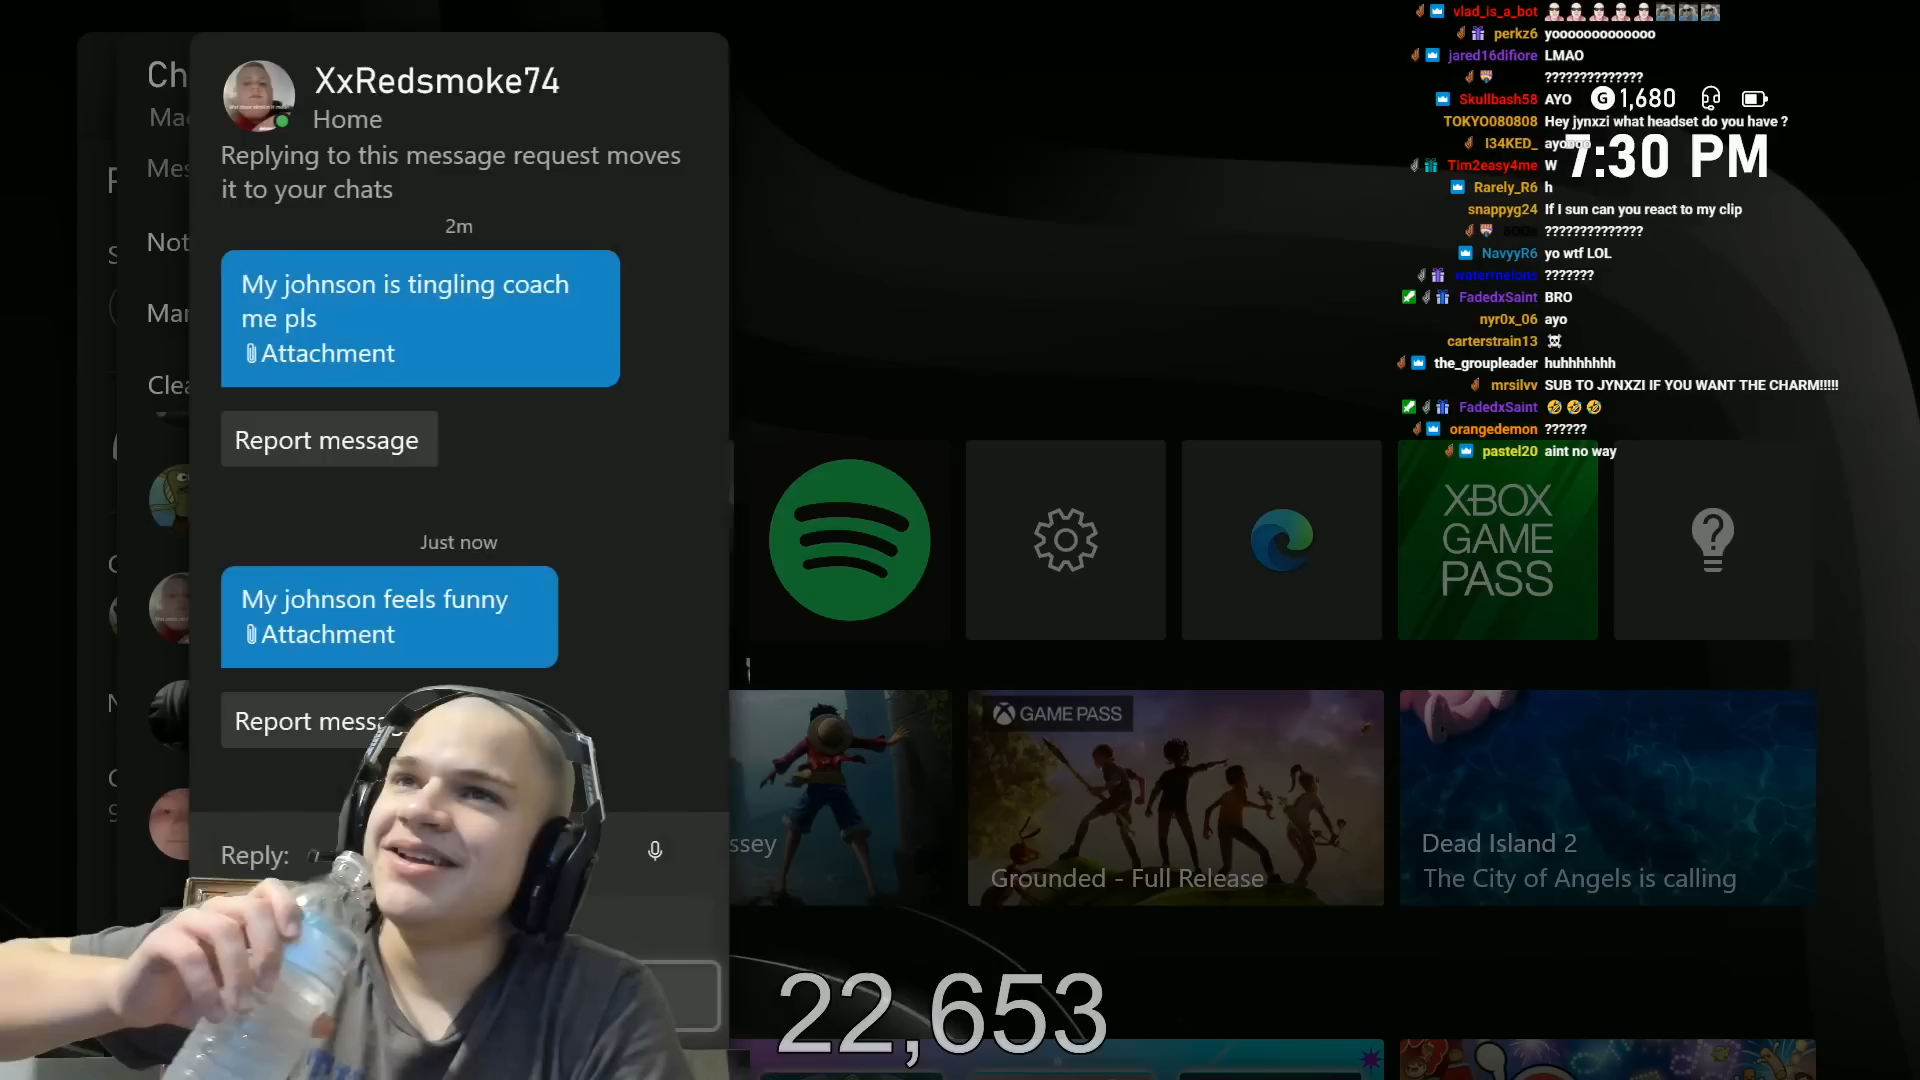 Ch
Mes
Not
Mar
Clea
XxRedsmoke74
Home
Replying to this message request moves
it to your chats
2m
My johnson is tingling coach
me pls
Attachment
Report message
Just now
My johnson feels funny
Attachment
Report messag
Reply:
vlad_is_a_bot
perkz6 yooooooooooooo
jared16difiore LMAO
??????????????
Skullbash58 AYO
G 1,680
TOKYO080808 Hey jynxzi what headset do you have ?
I34KED_
7:30 PM
Tim2easy4me W
Rarely_R6 h
snappyg24 If I sun can you react to my clip
??????????????
NavyyR6 yo wtf LOL
watermelons ???????
FadedxSaint BRO
nyr0x_06 ayo
carterstrain13
the_groupleader huhhhhhhh
mrsilvv SUB TO JYNXZI IF YOU WANT THE CHARM!!!!!
FadedxSaint 🤣 🤣 🤣
orangedemon ??????
pastel20 aint no way
XBOX
GAME
PASS
GAME PASS
ssey
Grounded - Full Release
Dead Island 2
The City of Angels is calling
22,653